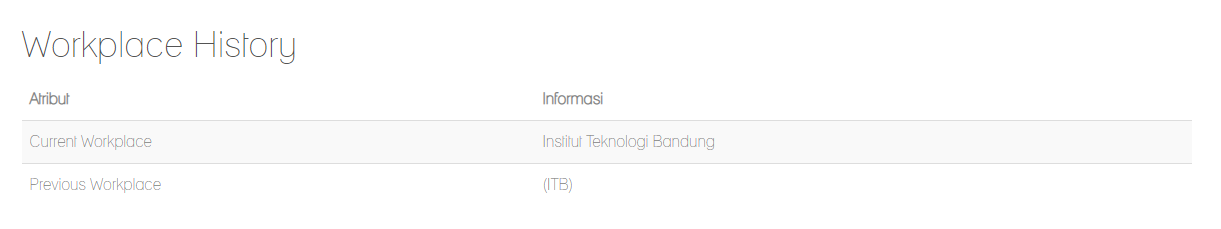 Workplace History
Atribut Informasi
Current Workplace Institut Teknologi Bandung
Previous Workplace (ITB)